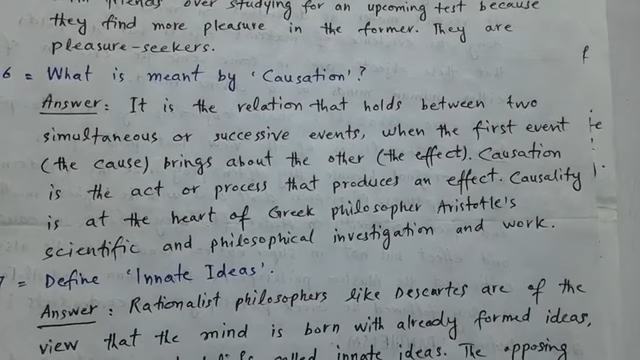 friends over studying for an upcoming test because
they find more pleasure in the former. They are
pleasure-seekers.
6 = What is meant by 'Causation'?
Answer: It is the relation that holds between two
simultaneous or successive events, when the first event
(the cause) brings about the other (the effect). Causation
is the act or process that produces an effect. Causality
is at the heart of Greek philosopher Aristotle's
scientific and philosophical investigation and work.
7 = Define 'Innate Ideas'.
Answer: Rationalist philosophers like Descartes are of the
view that the mind is born with already formed ideas,
called innate ideas. The opposing